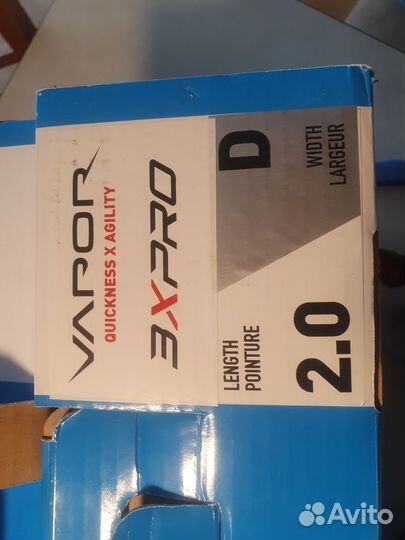 VAPOR
QUICKNESS X AGILITY
3XPRO
LENGTH
POINTURE
2.0
D
WIDTH
LARGEUR
Avito